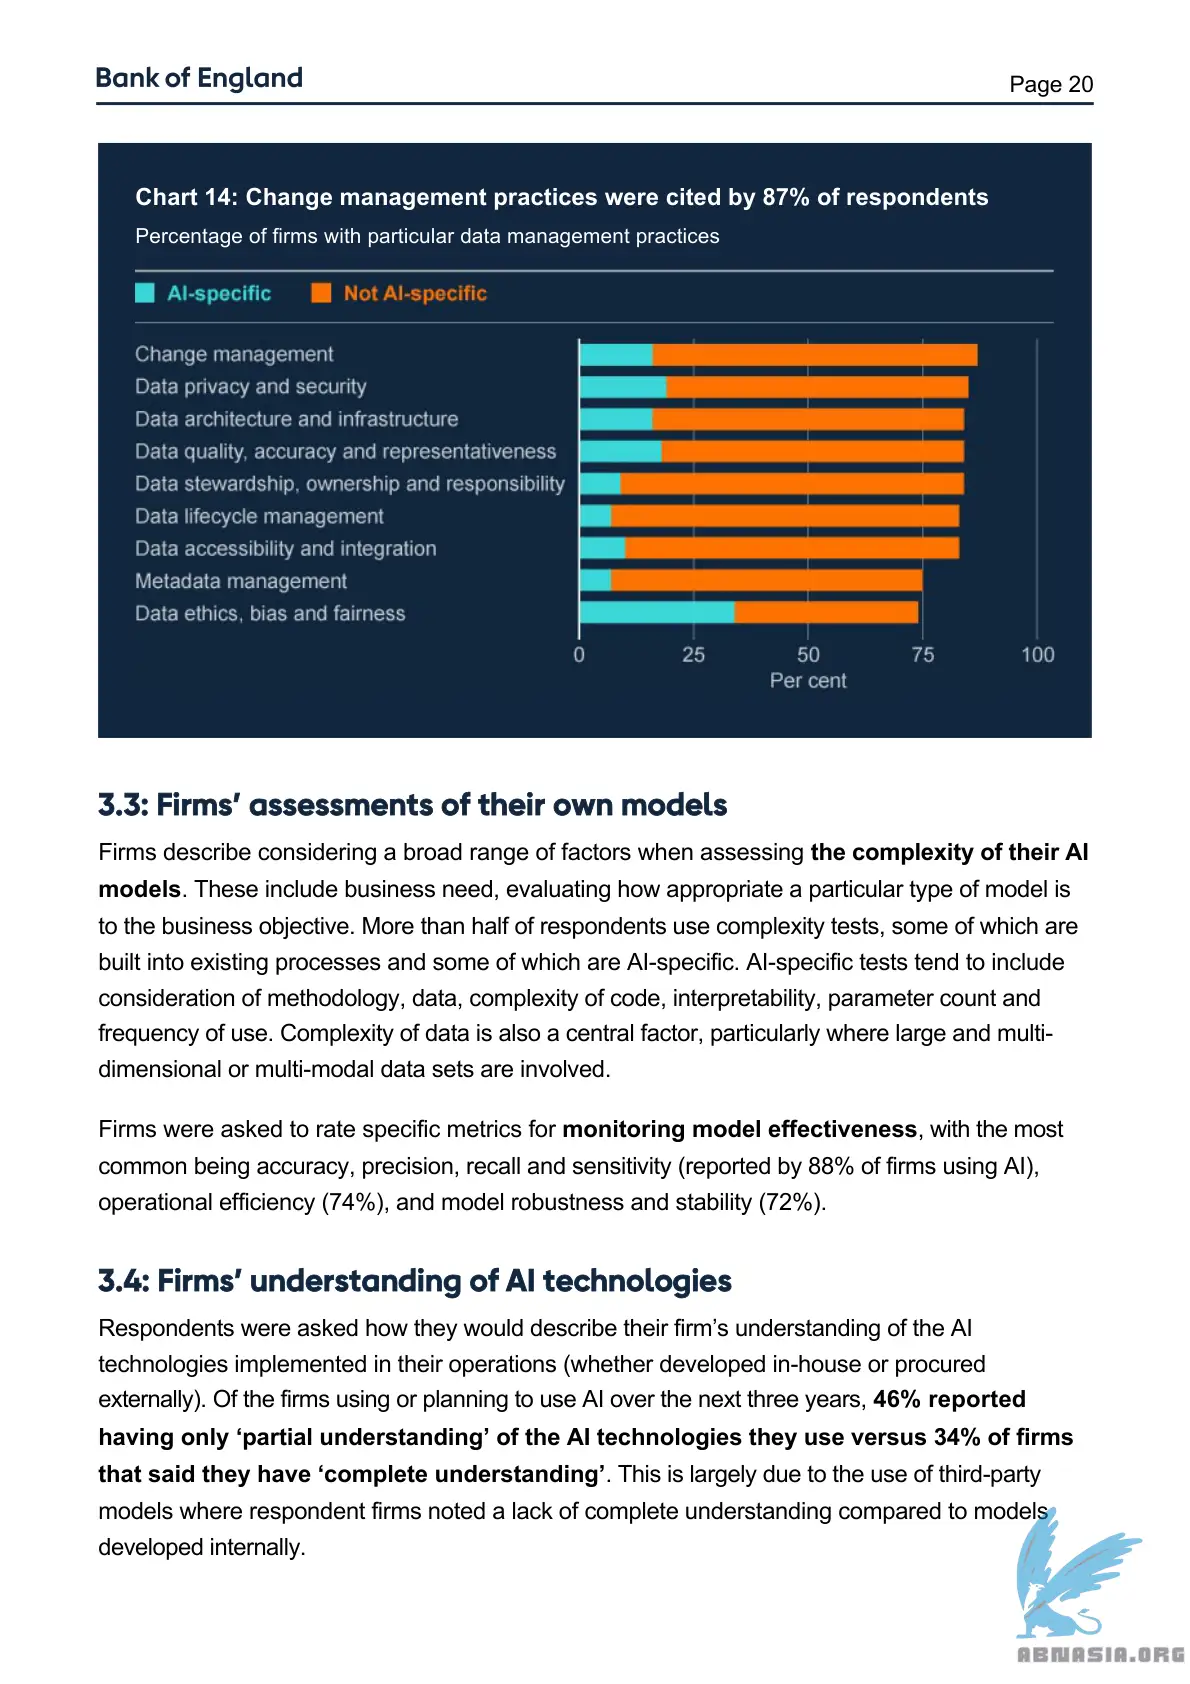 Bank of England
Page 20
Chart 14: Change management practices were cited by 87% of respondents
Percentage of firms with particular data management practices
AI-specific
Not AI-specific
Change management
Data privacy and security
Data architecture and infrastructure
Data quality, accuracy and representativeness
Data stewardship, ownership and responsibility
Data lifecycle management
Data accessibility and integration
Metadata management
Data ethics, bias and fairness
0 25 50 75 100
Per cent
3.3: Firms’ assessments of their own models
Firms describe considering a broad range of factors when assessing the complexity of their AI
models. These include business need, evaluating how appropriate a particular type of model is
to the business objective. More than half of respondents use complexity tests, some of which are
built into existing processes and some of which are AI-specific. AI-specific tests tend to include
consideration of methodology, data, complexity of code, interpretability, parameter count and
frequency of use. Complexity of data is also a central factor, particularly where large and multi-
dimensional or multi-modal data sets are involved.
Firms were asked to rate specific metrics for monitoring model effectiveness, with the most
common being accuracy, precision, recall and sensitivity (reported by 88% of firms using AI),
operational efficiency (74%), and model robustness and stability (72%).
3.4: Firms’ understanding of AI technologies
Respondents were asked how they would describe their firm’s understanding of the AI
technologies implemented in their operations (whether developed in-house or procured
externally). Of the firms using or planning to use AI over the next three years, 46% reported
having only ‘partial understanding’ of the AI technologies they use versus 34% of firms
that said they have ‘complete understanding’. This is largely due to the use of third-party
models where respondent firms noted a lack of complete understanding compared to models
developed internally.
ABNASIA.ORG